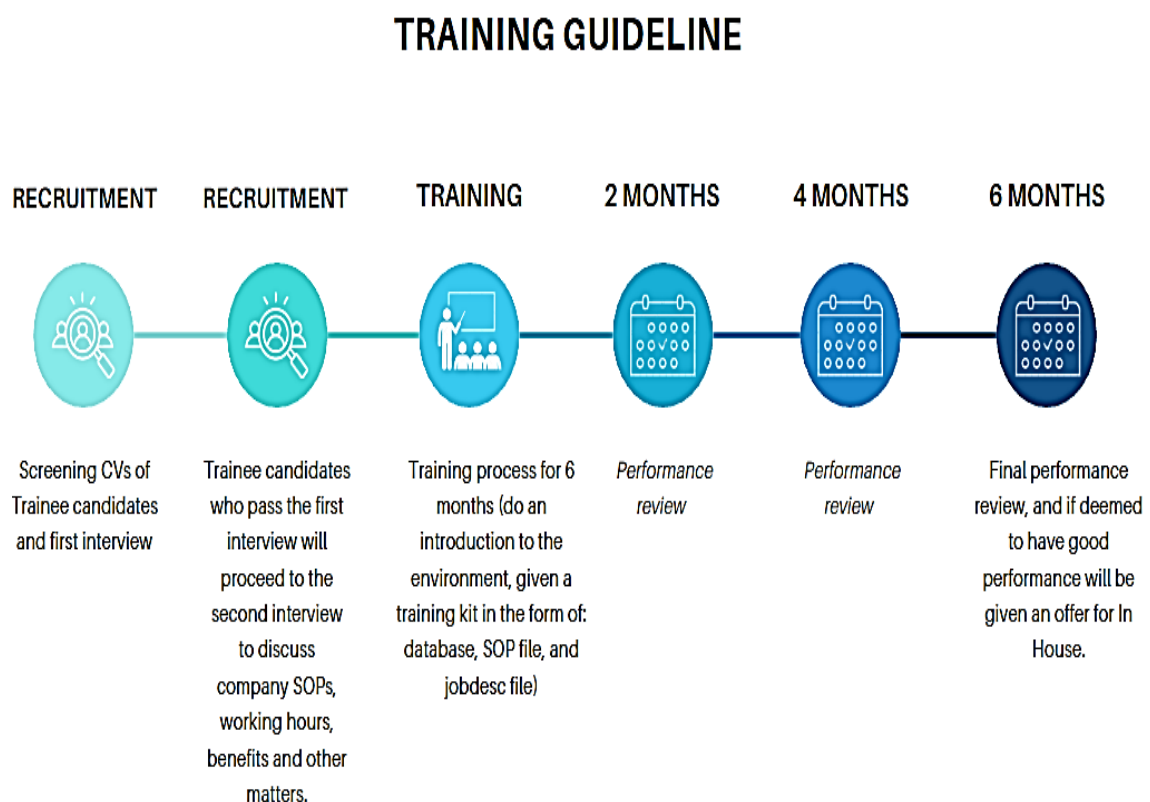 TRAINING GUIDELINE
RECRUITMENT
Screening CVs of
Trainee candidates
and first interview
RECRUITMENT
Trainee candidates
who pass the first
interview will
proceed to the
second interview
to discuss
company SOPs,
working hours,
benefits and other
matters.
TRAINING
Training process for 6
months (do an
introduction to the
environment, given a
training kit in the form of:
database, SOP file, and
jobdesc file)
2 MONTHS
Performance
review
4 MONTHS
Performance
review
6 MONTHS
Final performance
review, and if deemed
to have good
performance will be
given an offer for In
House.